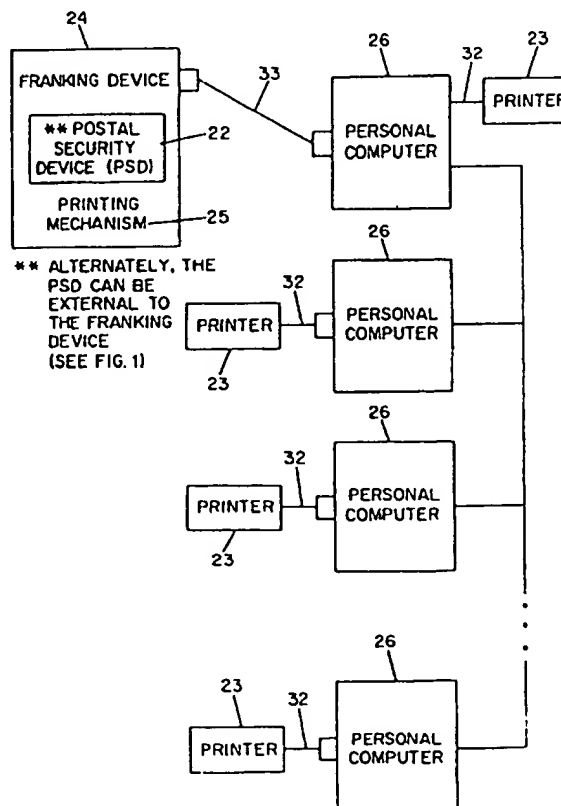 24
FRANKING DEVICE
** POSTAL
SECURITY
DEVICE (PSD)
22
PRINTING
MECHANISM
25
** ALTERNATELY, THE
PSD CAN BE
EXTERNAL TO
THE FRANKING
DEVICE
(SEE FIG. 1)
33
26
PERSONAL
COMPUTER
32
23
PRINTER
26
PERSONAL
COMPUTER
32
PRINTER
23
26
PERSONAL
COMPUTER
32
PRINTER
23
26
PERSONAL
COMPUTER
23
32
PRINTER